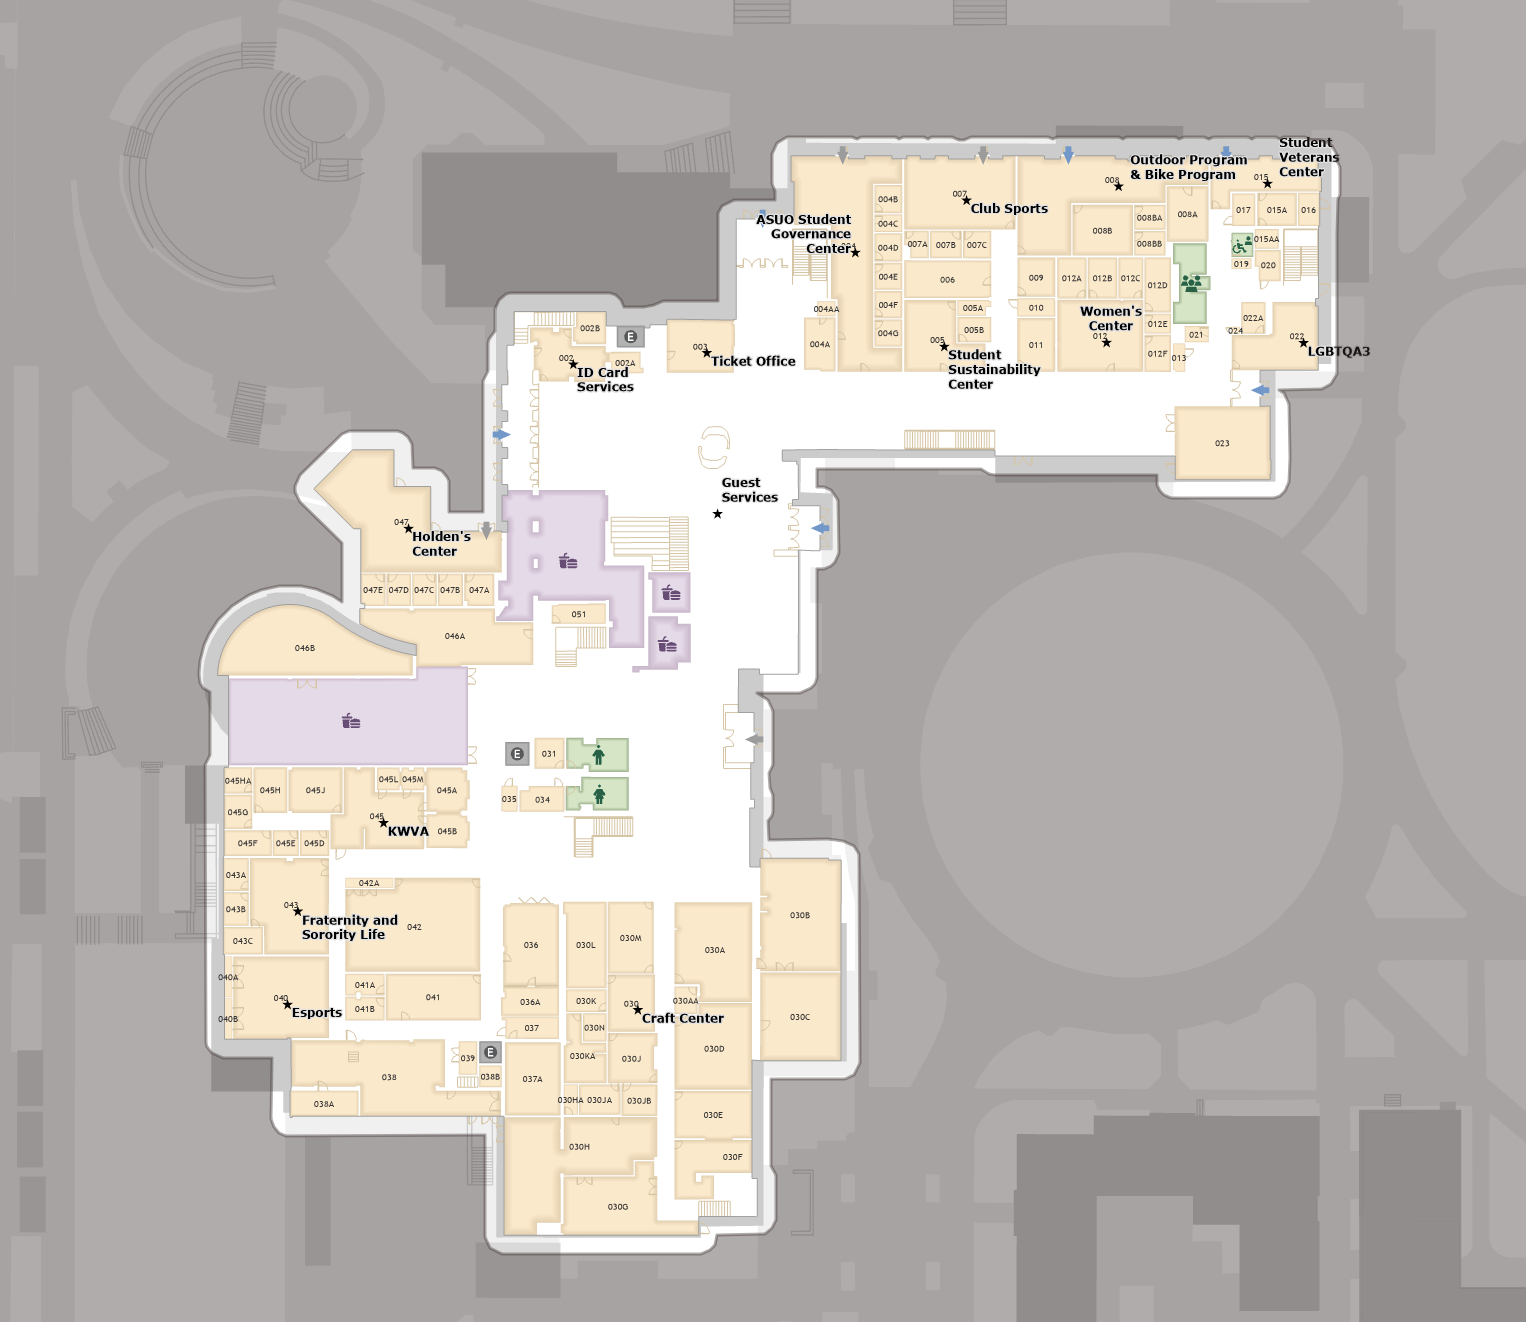 Student
Veterans
Center
015
Outdoor Program
& Bike Program
008
007
Club Sports
ASUO Student
Governance
Center
004B
004C
004D
004E
004F
004G
004AA
004A
007A
007B
007C
006
005A
005B
005
Student
Sustainability
Center
008B
008BA
008BB
008A
017
015A
016
015AA
019
020
009
010
011
012A
012B
012C
012D
012E
012F
Women's
Center
012
013
021
022A
024
022
LGBTQA3
023
002B
E
002
002A
ID Card
Services
003
Ticket Office
Guest
Services
047
Holden's
Center
047E
047D
047C
047B
047A
051
046A
046B
E
031
035
034
045HA
045H
045J
045L
045M
045A
045G
045
KWVA
045B
045F
045E
045D
043A
043B
043C
043
Fraternity and
Sorority Life
042A
042
040A
040
Esports
040B
041A
041B
041
036
036A
037
037A
030L
030M
030K
030
Craft Center
030N
030KA
030J
030HA
030JA
030JB
030A
030AA
030B
030C
030D
030E
030F
030H
030G
038
038A
039
E
038B